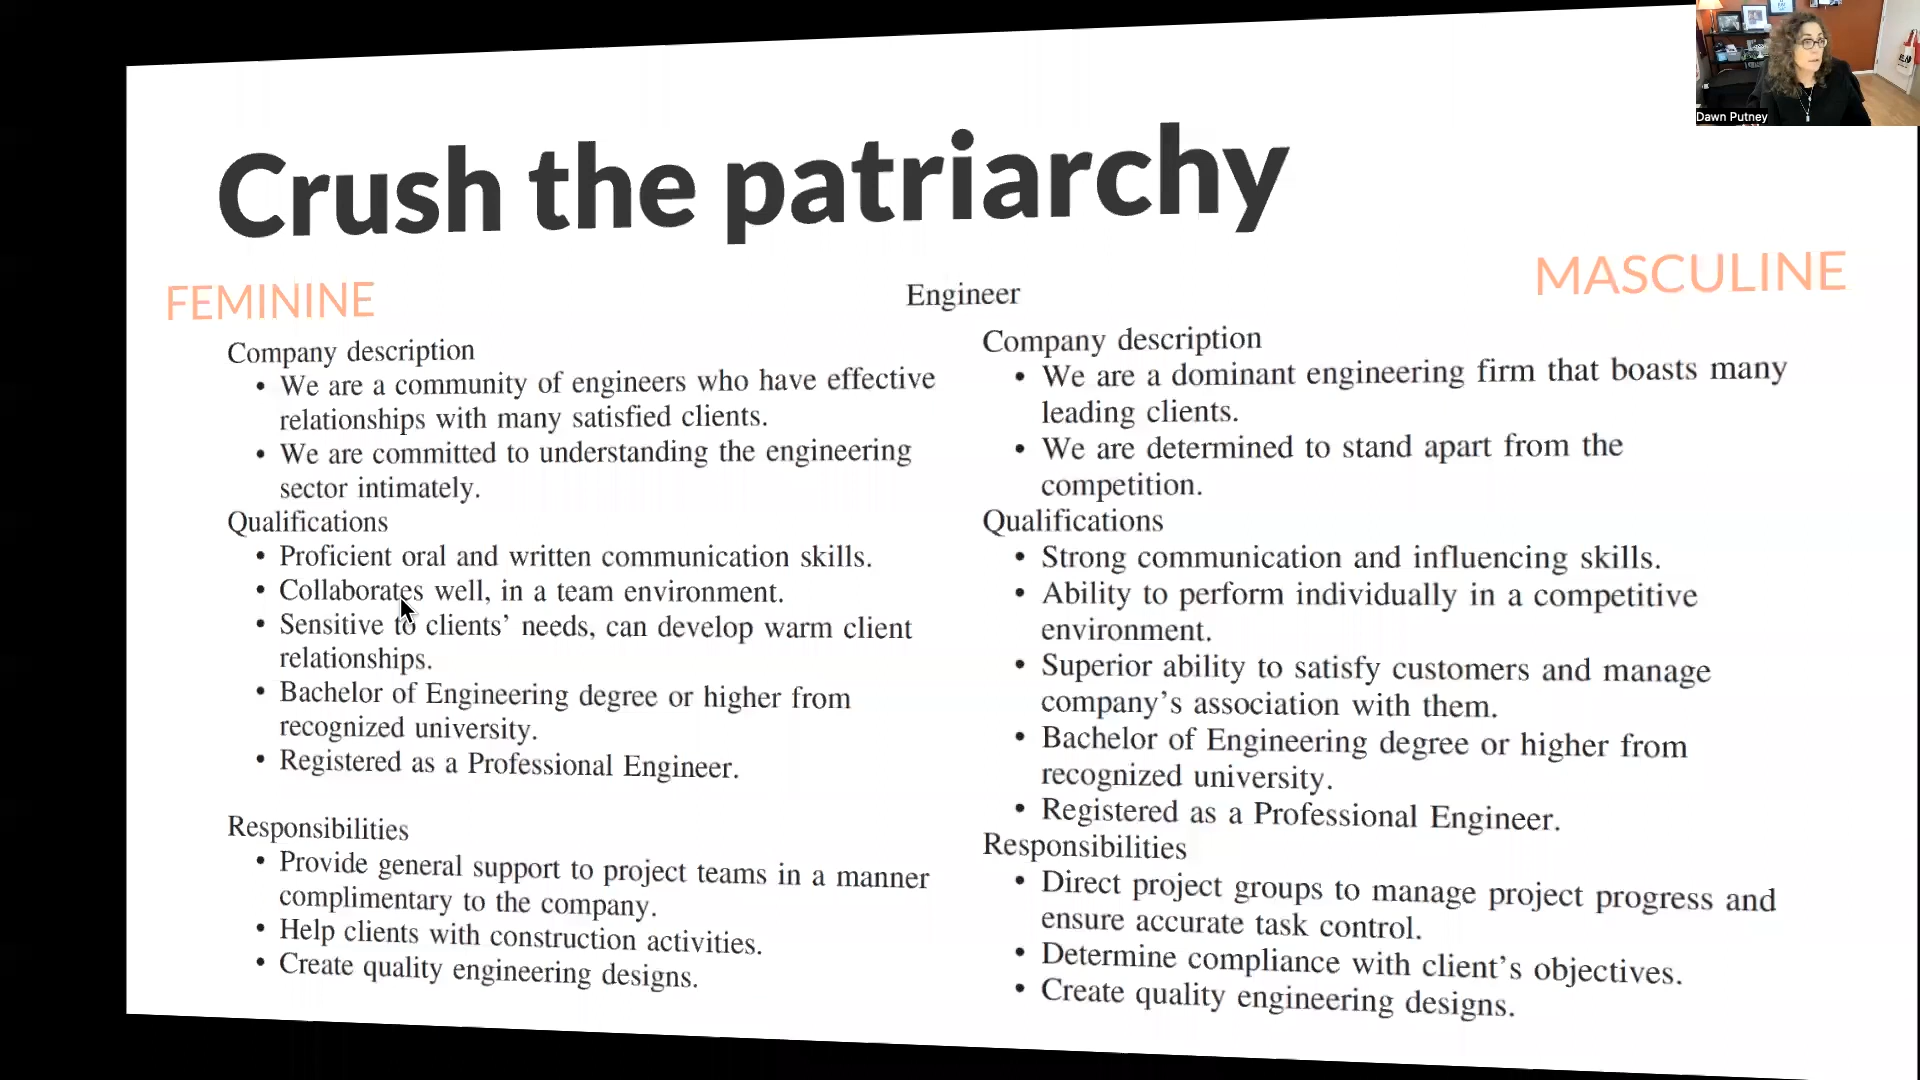 Dawn Putney
Crush the patriarchy
FEMININE
MASCULINE
Engineer
Company description
• We are a community of engineers who have effective
relationships with many satisfied clients.
• We are committed to understanding the engineering
sector intimately.
Qualifications
• Proficient oral and written communication skills.
• Collaborates well, in a team environment.
• Sensitive to clients' needs, can develop warm client
relationships.
• Bachelor of Engineering degree or higher from
recognized university.
• Registered as a Professional Engineer.
Responsibilities
• Provide general support to project teams in a manner
complimentary to the company.
• Help clients with construction activities.
• Create quality engineering designs.
Company description
• We are a dominant engineering firm that boasts many
leading clients.
• We are determined to stand apart from the
competition.
Qualifications
• Strong communication and influencing skills.
• Ability to perform individually in a competitive
environment.
• Superior ability to satisfy customers and manage
company's association with them.
• Bachelor of Engineering degree or higher from
recognized university.
• Registered as a Professional Engineer.
Responsibilities
• Direct project groups to manage project progress and
ensure accurate task control.
• Determine compliance with client's objectives.
• Create quality engineering designs.